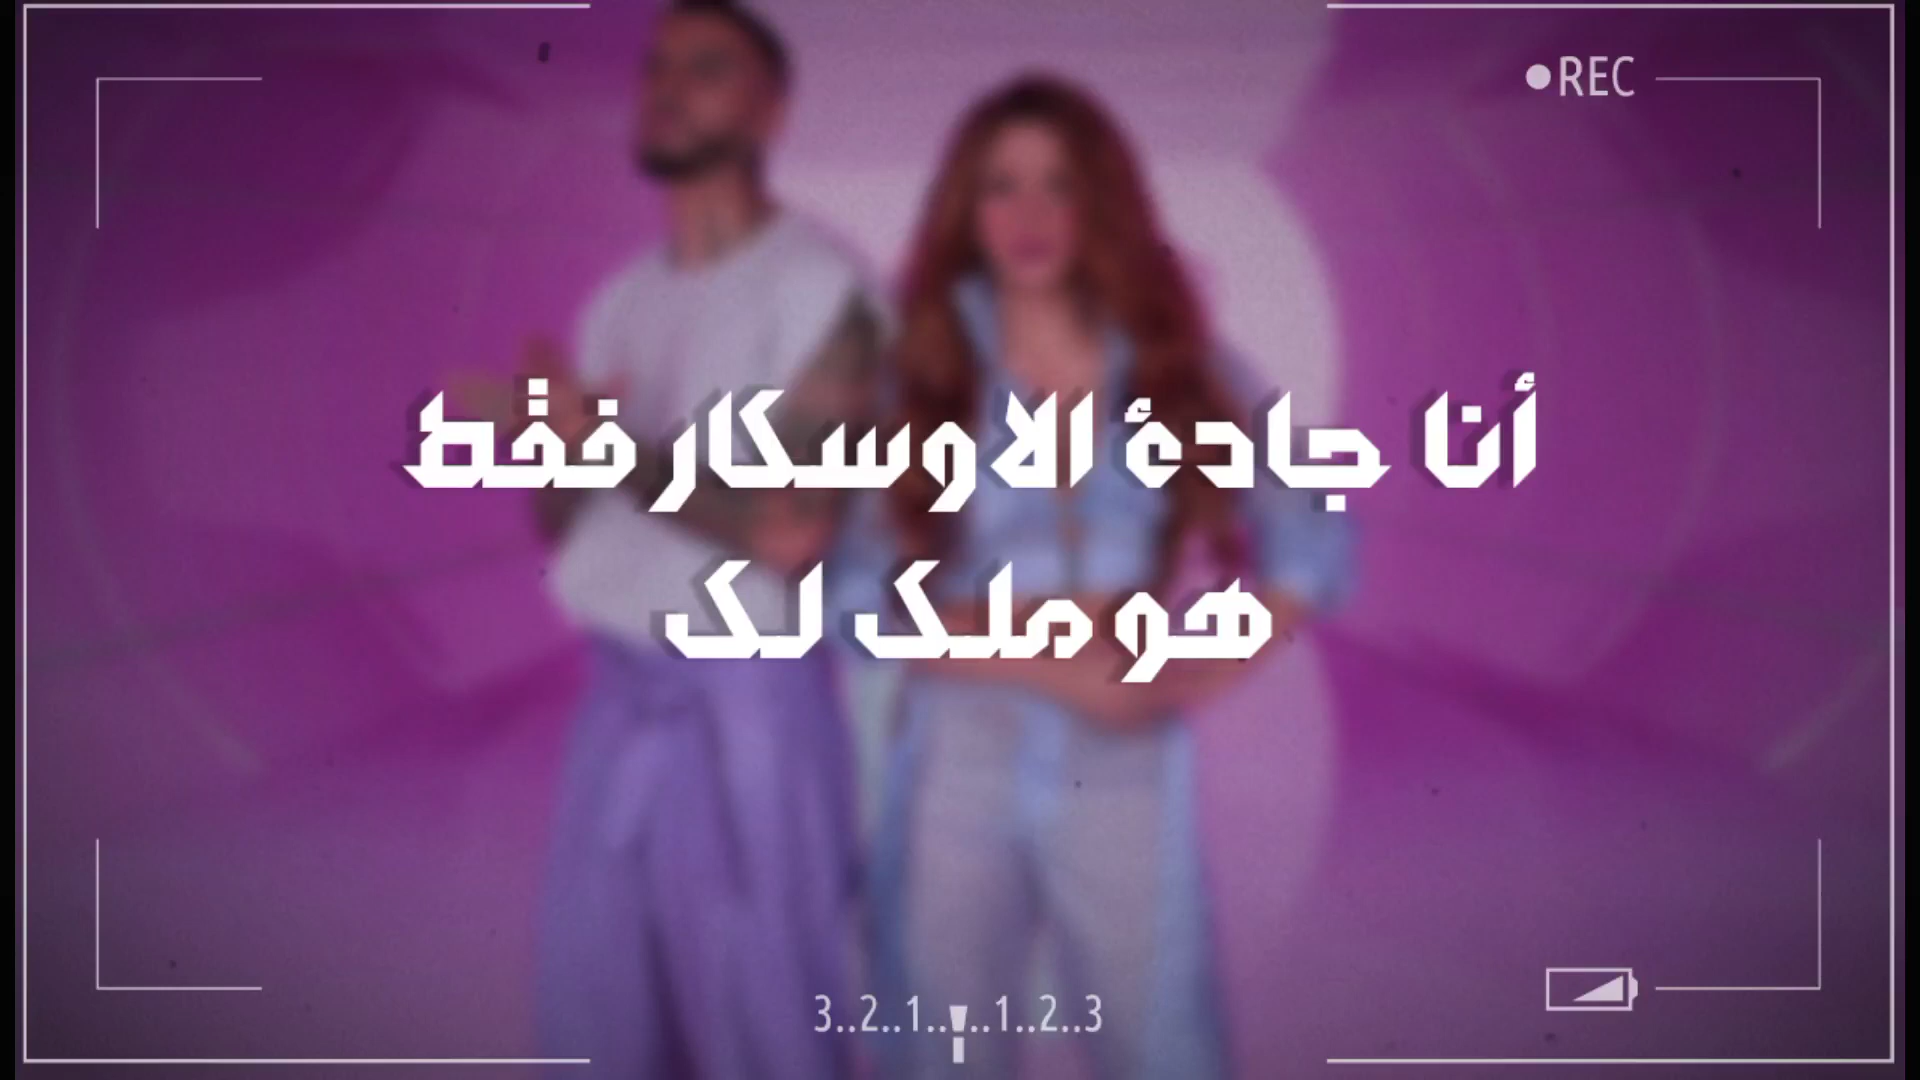 REC
أنا جادة الاوسكار فقط
هو ملك لك
3..2..1.. ..1..2..3